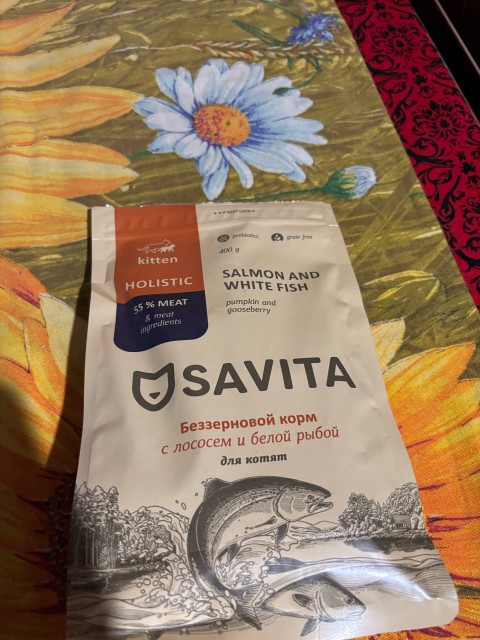 kitten
HOLISTIC
55 % MEAT
& meat
ingredients
probiotics
grain free
400 g
SALMON AND
WHITE FISH
pumpkin and
gooseberry
SAVITA
Беззерновой корм
с лососем и белой рыбой
для котят